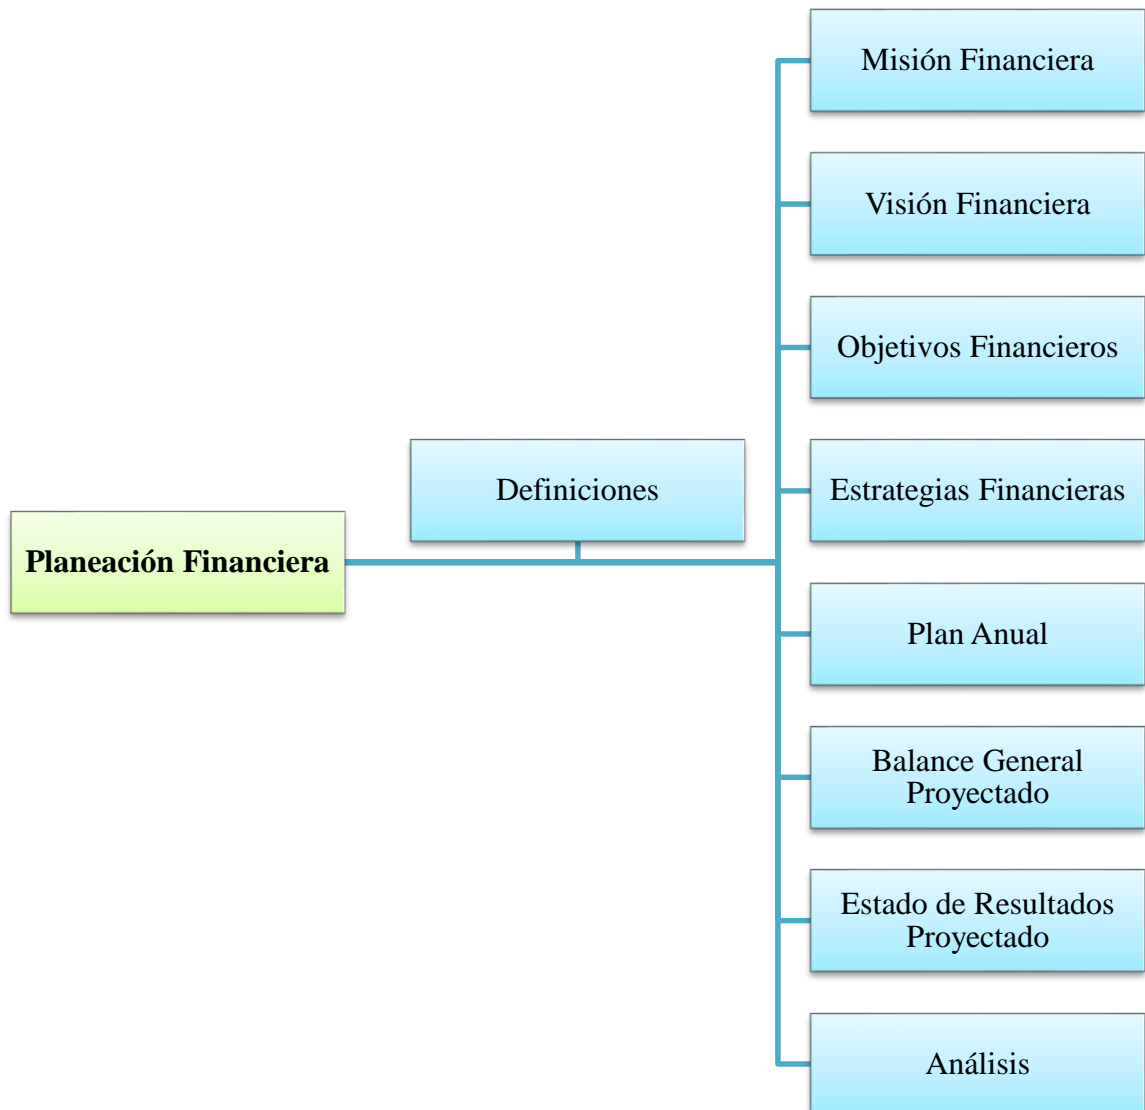 Misión Financiera
Visión Financiera
Objetivos Financieros
Definiciones
Estrategias Financieras
Planeación Financiera
Plan Anual
Balance General
Proyectado
Estado de Resultados
Proyectado
Análisis